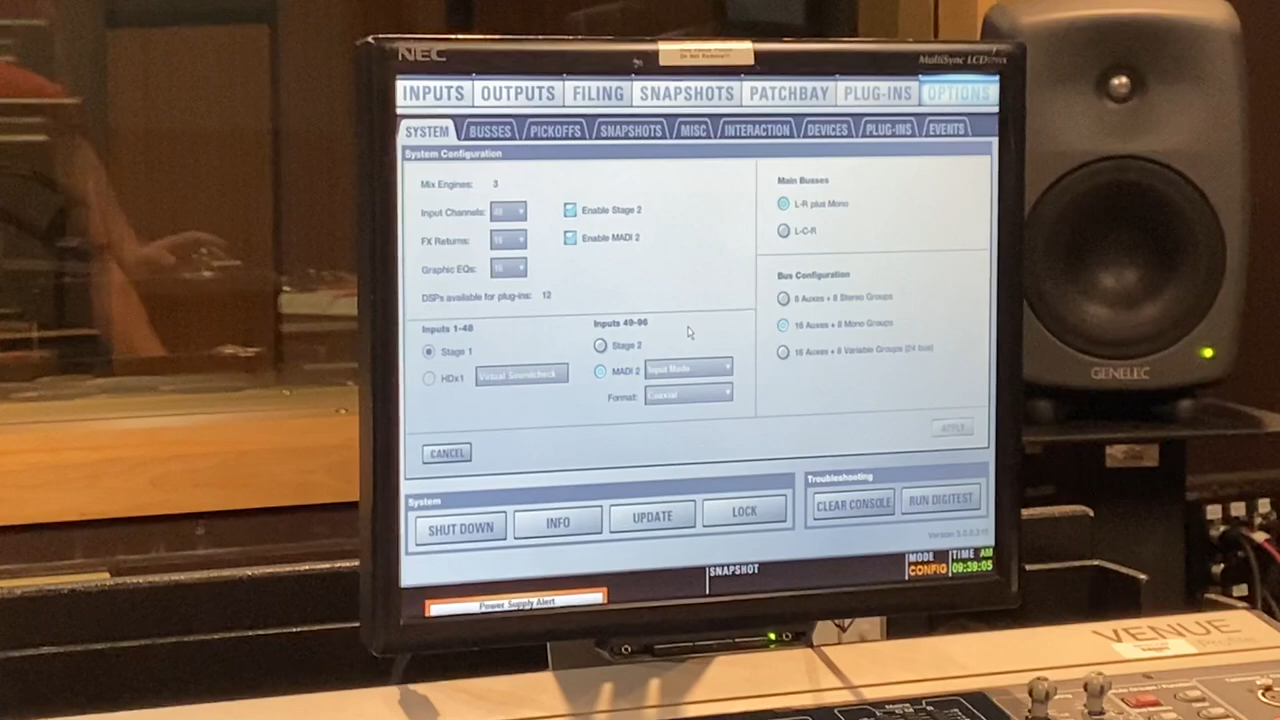 NEC
MultiSync LCD
INPUTS OUTPUTS FILING SNAPSHOTS PATCHBAY PLUG-INS OPTIONS
SYSTEM BUSSES PICKOFFS SNAPSHOTS MISC INTERACTION DEVICES PLUG-INS EVENTS
System Configuration
Mix Engines: 3
Input Channels: 48
Enable Stage 2
FX Returns: 16
Enable MADI 2
Graphic EQs: 16
DSPs available for plug-ins: 12
Main Busses
L-R plus Mono
L-C-R
Bus Configuration
8 Auxes + 8 Stereo Groups
16 Auxes + 8 Mono Groups
16 Auxes + 8 Variable Groups (24 bus)
Inputs 1-48
Stage 1
HDx1 Virtual Soundcheck
Inputs 49-96
Stage 2
MADI 2 Input Mode
Format: Coaxial
APPLY
CANCEL
System
SHUT DOWN INFO UPDATE LOCK
Troubleshooting
CLEAR CONSOLE RUN DIGITEST
SNAPSHOT
MODE
CONFIG
TIME AM
09:39:05
Power Supply Alert
GENELEC
VENUE